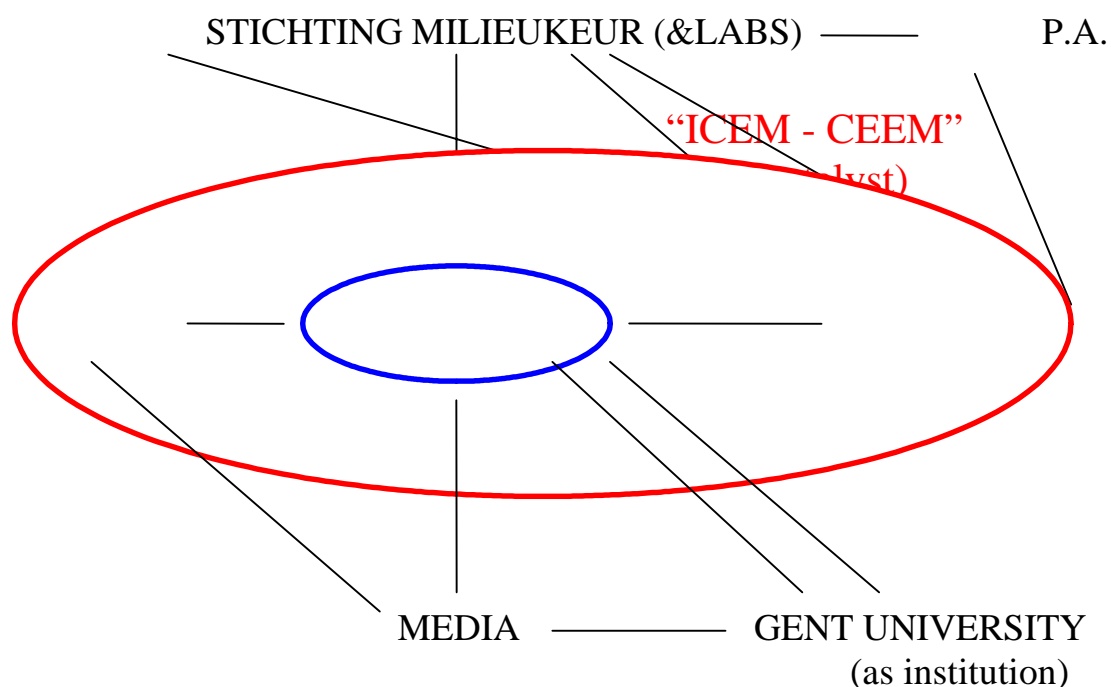 STICHTING MILIEUKEUR (&LABS) P.A.
“ICEM - CEEM”
MEDIA GENT UNIVERSITY
(as institution)